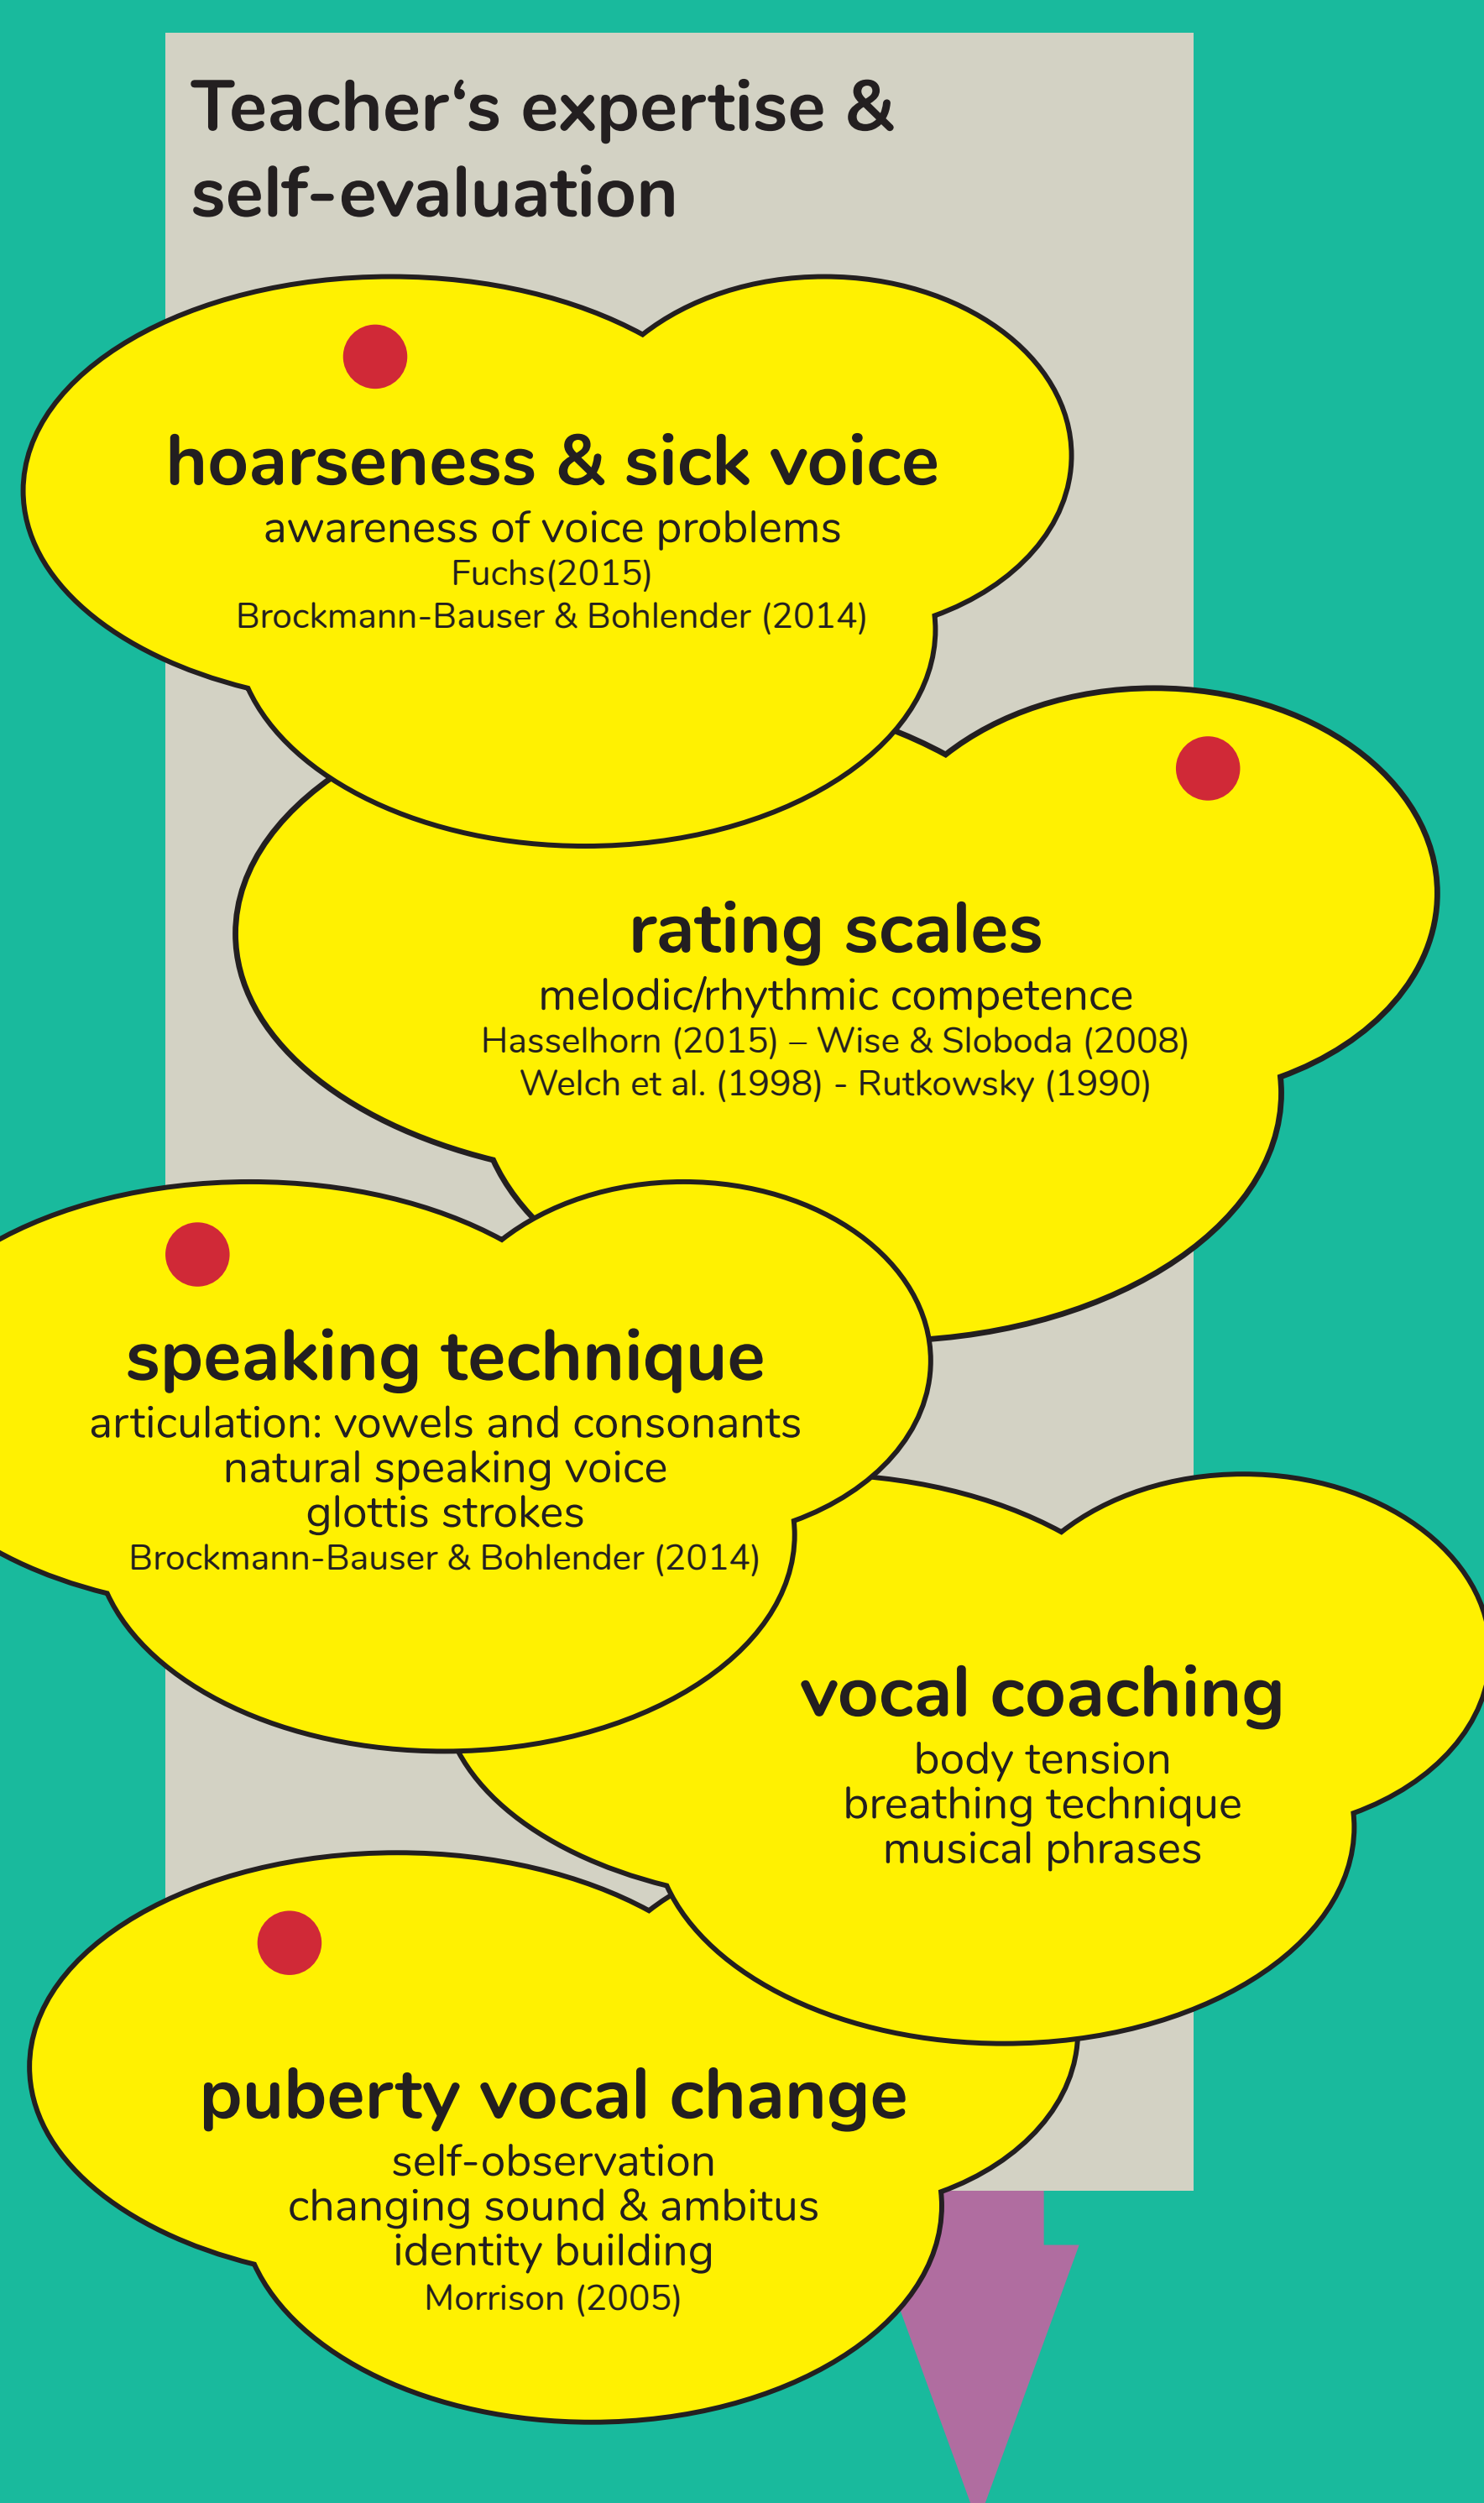 Teacher‘s expertise &
self-evaluation
hoarseness & sick voice
awareness of voice problems
Fuchs(2015)
Brockmann-Bauser & Bohlender (2014)
rating scales
melodic/rhythmic competence
Hasselhorn (2015) – Wise & Sloboda (2008)
Welch et al. (1998) - Rutkowsky (1990)
speaking technique
articulation: vowels and consonants
natural speaking voice
glottis strokes
Brockmann-Bauser & Bohlender (2014)
vocal coaching
body tension
breathing technique
musical phrases
puberty vocal change
self-observation
changing sound & ambitus
identity building
Morrison (2005)